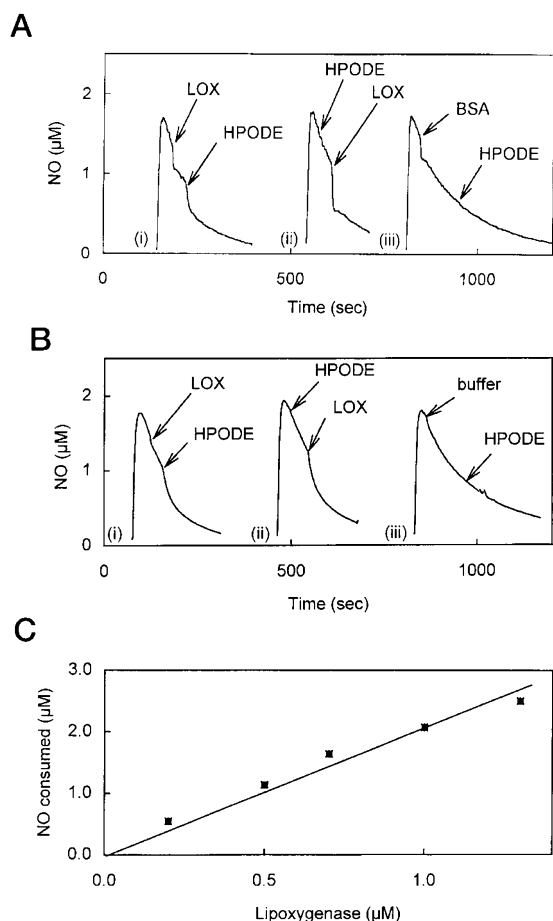 A
NO (μM)
2
1
0
LOX
HPODE
(i)
HPODE
LOX
(ii)
BSA
HPODE
(iii)
0
500
1000
Time (sec)
B
NO (μM)
2
1
0
LOX
HPODE
(i)
HPODE
LOX
(ii)
buffer
HPODE
(iii)
0
500
1000
Time (sec)
C
NO consumed (μM)
3.0
2.0
1.0
0.0
0.0
0.5
1.0
Lipoxygenase (μM)